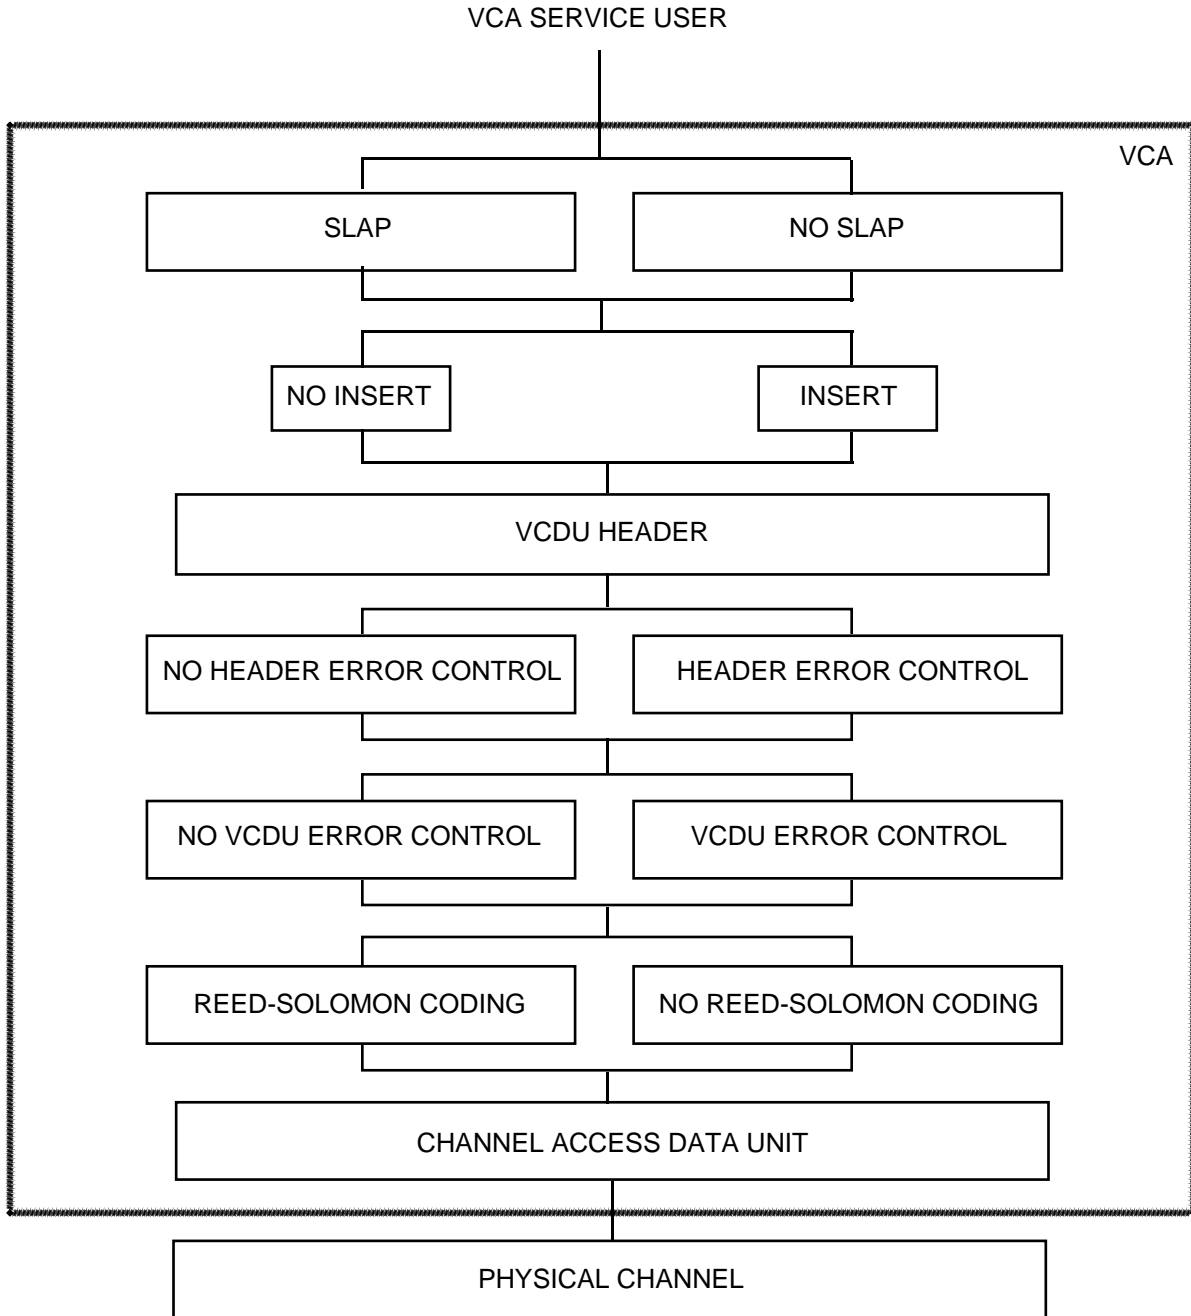 VCA SERVICE USER
VCA
SLAP
NO SLAP
NO INSERT
INSERT
VCDU HEADER
NO HEADER ERROR CONTROL
HEADER ERROR CONTROL
NO VCDU ERROR CONTROL
VCDU ERROR CONTROL
REED-SOLOMON CODING
NO REED-SOLOMON CODING
CHANNEL ACCESS DATA UNIT
PHYSICAL CHANNEL